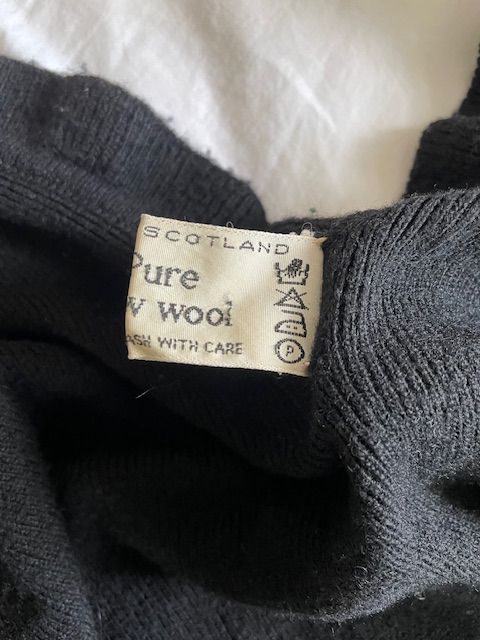 SCOTLAND
Pure
w wool
ASH WITH CARE
P